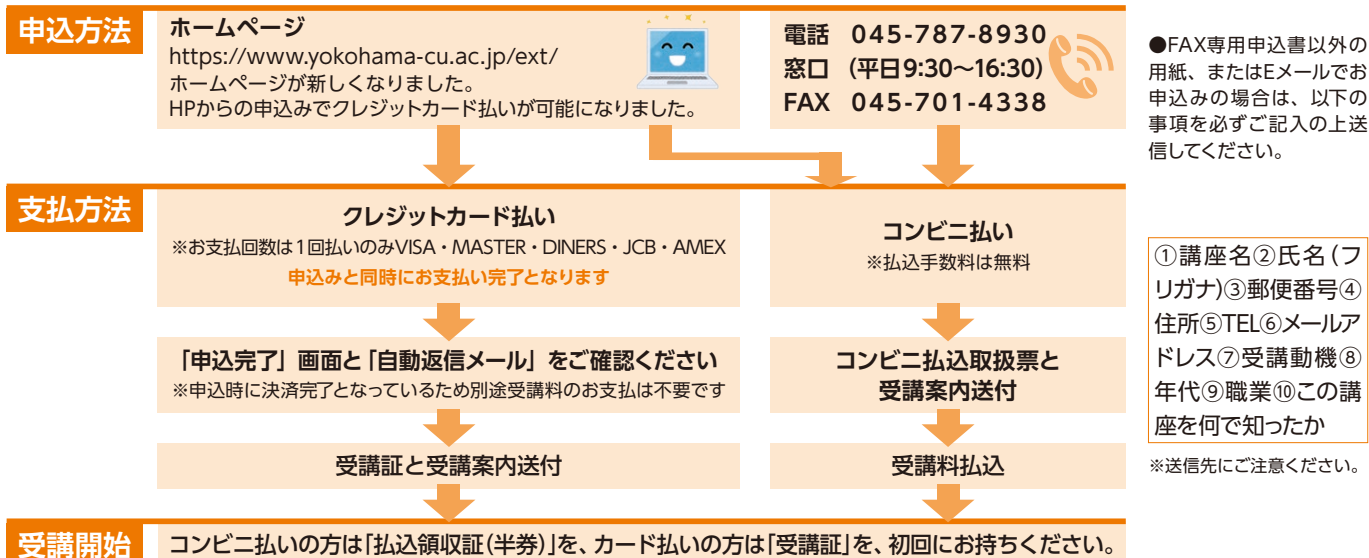 申込方法
ホームページ
https://www.yokohama-cu.ac.jp/ext/
ホームページが新しくなりました。
HPからの申込みでクレジットカード払いが可能になりました。
電話 045-787-8930
窓口 (平日9:30〜16:30)
FAX 045-701-4338
●FAX専用申込書以外の
用紙、またはEメールでお
申込みの場合は、以下の
事項を必ずご記入の上送
信してください。
支払方法
クレジットカード払い
※お支払回数は1回払いのみVISA・MASTER・DINERS・JCB・AMEX
申込みと同時にお支払い完了となります
コンビニ払い
※払込手数料は無料
①講座名②氏名(フ
リガナ)③郵便番号④
住所⑤TEL⑥メールア
ドレス⑦受講動機⑧
年代⑨職業⑩この講
座を何で知ったか
※送信先にご注意ください。
「申込完了」画面と「自動返信メール」をご確認ください
※申込時に決済完了となっているため別途受講料のお支払は不要です
コンビニ払込取扱票と
受講案内送付
受講証と受講案内送付
受講料払込
受講開始
コンビニ払いの方は「払込領収証(半券)」を、カード払いの方は「受講証」を、初回にお持ちください。